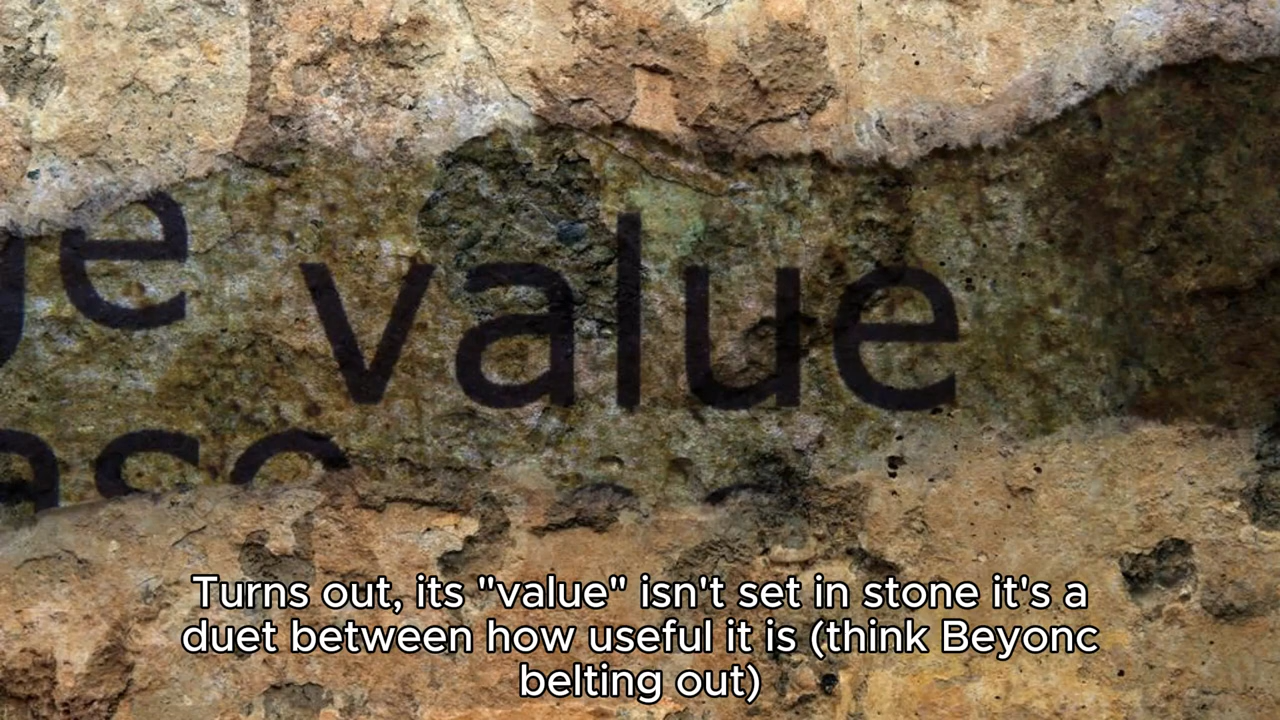 value
Turns out, its "value" isn't set in stone it's a
duet between how useful it is (think Beyonc
belting out)